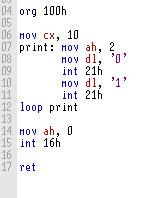 03
04 org 100h
05
06 mov cx, 10
07 print: mov ah, 2
08 mov dl, '0'
09 int 21h
10 mov dl, '1'
11 int 21h
12 loop print
13
14 mov ah, 0
15 int 16h
16
17 ret